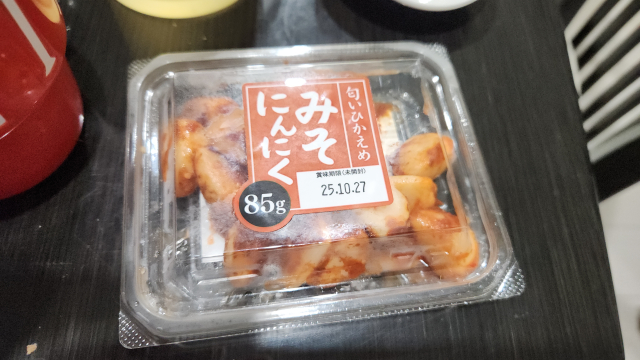 匂いひかえめ
みそ
にんにく
賞味期限(未開封)
25.10.27
85g